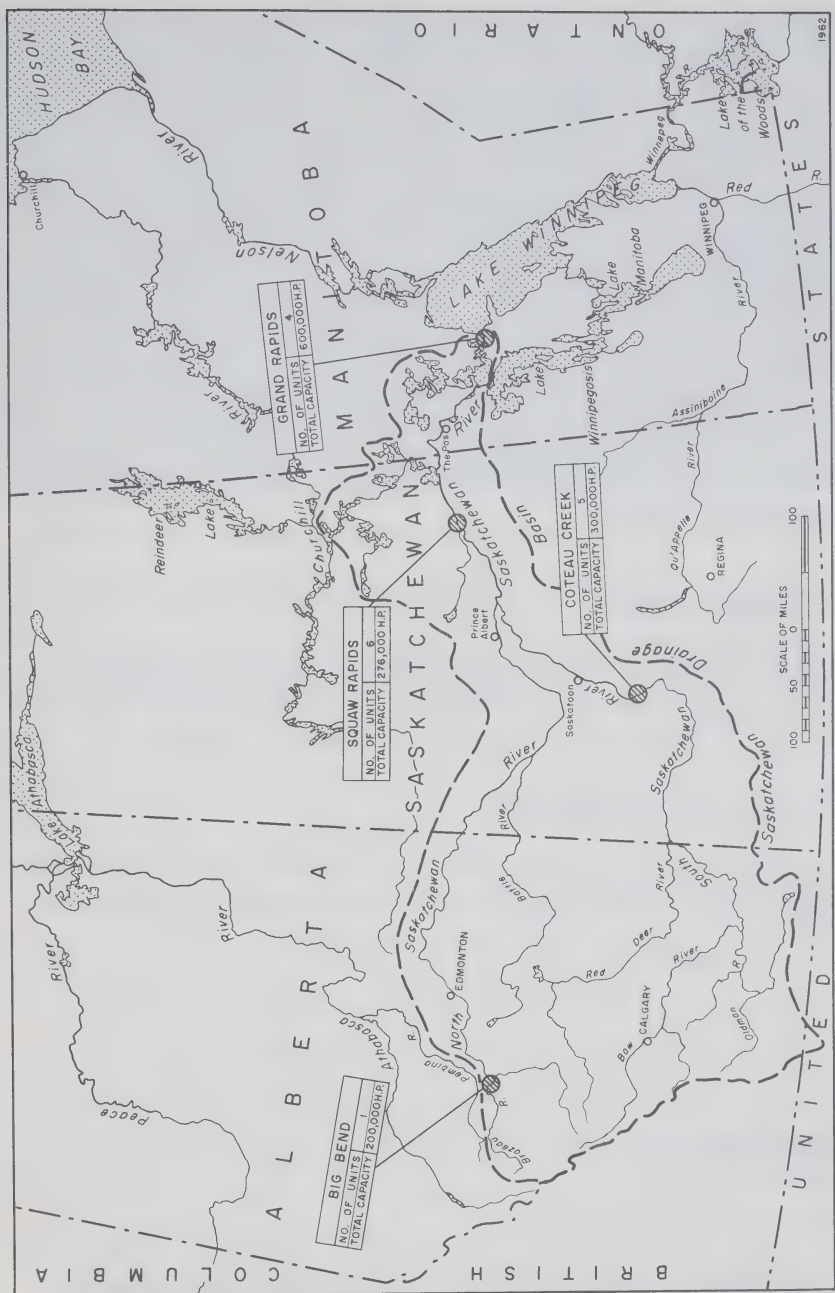 HUDSON
BAY
Churchill
River
Nelson
River
MANITOBA
ONTARIO
GRAND RAPIDS
NO. OF UNITS 4
TOTAL CAPACITY 600,000 H.P.
LAKE WINNIPEG
Winnipeg
Lake
of the
Woods
Red
R.
WINNIPEG
Lake
Manitoba
Lake
Winnipegosis
River
Assiniboine
The Pas
River
Saskatchewan
Reindeer
Lake
Churchill
SASKATCHEWAN
SQUAW RAPIDS
NO. OF UNITS 6
TOTAL CAPACITY 276,000 H.P.
Prince
Albert
Basin
COTEAU CREEK
NO. OF UNITS 5
TOTAL CAPACITY 300,000 H.P.
River
Qu'Appelle
REGINA
Saskatoon
River
Drainage
Saskatchewan
Saskatchewan
South
SCALE OF MILES
100 50 0 100
Lake Athabasca
River
Peace
River
ALBERTA
Athabasca
Pembina
R.
BIG BEND
NO. OF UNITS 1
TOTAL CAPACITY 200,000 H.P.
Brazeau
R.
North
Saskatchewan
River
EDMONTON
Battle
River
Red
Deer
River
Bow
River
CALGARY
Oldman
R.
BRITISH COLUMBIA
UNITED STATES
1962